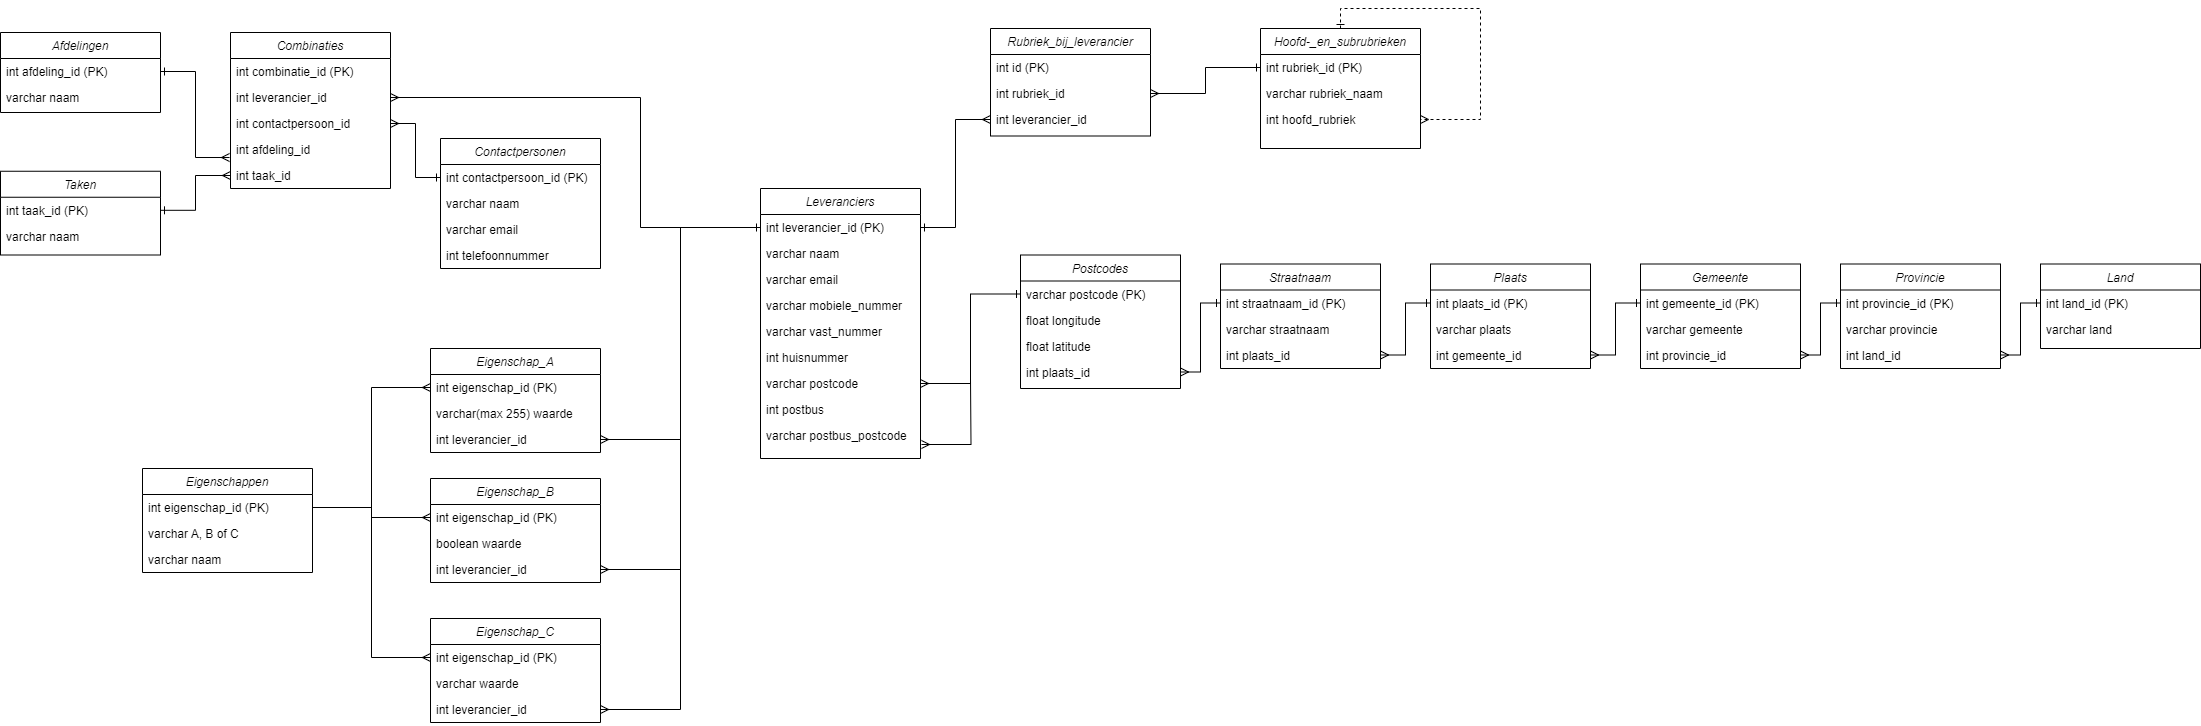 Afdelingen
int afdeling_id (PK)
varchar naam
Taken
int taak_id (PK)
varchar naam
Combinaties
int combinatie_id (PK)
int leverancier_id
int contactpersoon_id
int afdeling_id
int taak_id
Contactpersonen
int contactpersoon_id (PK)
varchar naam
varchar email
int telefoonnummer
Eigenschappen
int eigenschap_id (PK)
varchar A, B of C
varchar naam
Eigenschap_A
int eigenschap_id (PK)
varchar(max 255) waarde
int leverancier_id
Eigenschap_B
int eigenschap_id (PK)
boolean waarde
int leverancier_id
Eigenschap_C
int eigenschap_id (PK)
varchar waarde
int leverancier_id
Leveranciers
int leverancier_id (PK)
varchar naam
varchar email
varchar mobiele_nummer
varchar vast_nummer
int huisnummer
varchar postcode
int postbus
varchar postbus_postcode
Rubriek_bij_leverancier
int id (PK)
int rubriek_id
int leverancier_id
Hoofd-_en_subrubrieken
int rubriek_id (PK)
varchar rubriek_naam
int hoofd_rubriek
Postcodes
varchar postcode (PK)
float longitude
float latitude
int plaats_id
Straatnaam
int straatnaam_id (PK)
varchar straatnaam
int plaats_id
Plaats
int plaats_id (PK)
varchar plaats
int gemeente_id
Gemeente
int gemeente_id (PK)
varchar gemeente
int provincie_id
Provincie
int provincie_id (PK)
varchar provincie
int land_id
Land
int land_id (PK)
varchar land